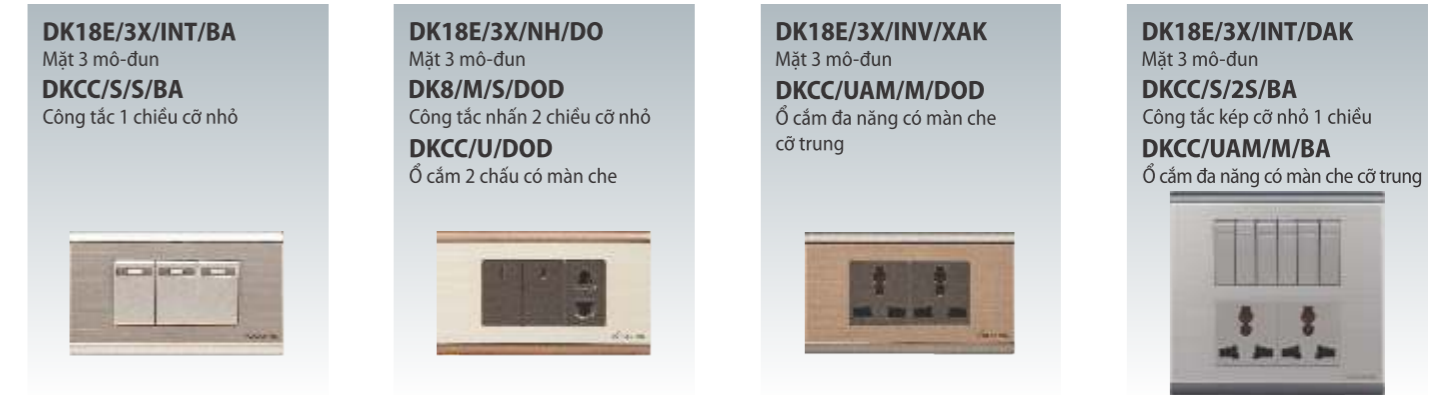 DK18E/3X/INT/BA
Mặt 3 mô-đun
DKCC/S/S/BA
Công tắc 1 chiều cỡ nhỏ
DK18E/3X/NH/DO
Mặt 3 mô-đun
DK8/M/S/DOD
Công tắc nhấn 2 chiều cỡ nhỏ
DKCC/U/DOD
Ổ cắm 2 chấu có màn che
DK18E/3X/INV/XAK
Mặt 3 mô-đun
DKCC/UAM/M/DOD
Ổ cắm đa năng có màn che
cỡ trung
DK18E/3X/INT/DAK
Mặt 3 mô-đun
DKCC/S/2S/BA
Công tắc kép cỡ nhỏ 1 chiều
DKCC/UAM/M/BA
Ổ cắm đa năng có màn che cỡ trung